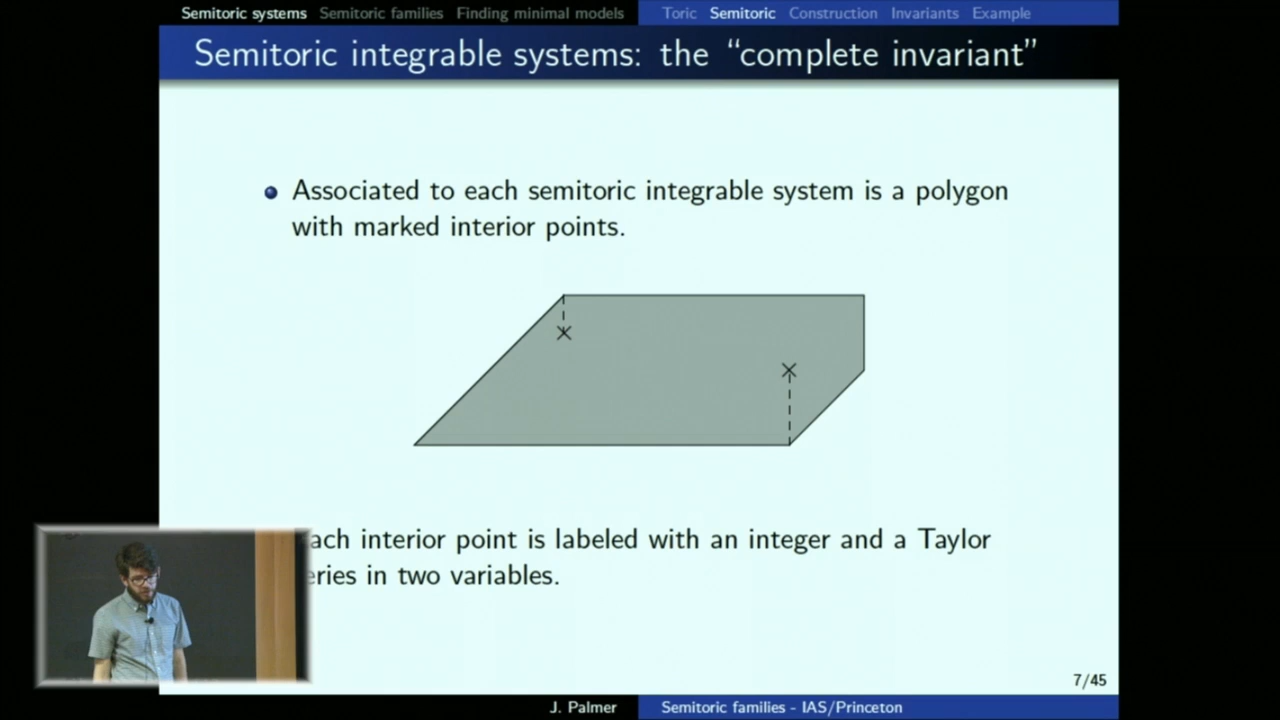 Semitoric systems Semitoric families Finding minimal models Toric Semitoric Construction Invariants Example
Semitoric integrable systems: the “complete invariant”
Associated to each semitoric integrable system is a polygon
with marked interior points.
ach interior point is labeled with an integer and a Taylor
eries in two variables.
7/45
J. Palmer Semitoric families - IAS/Princeton